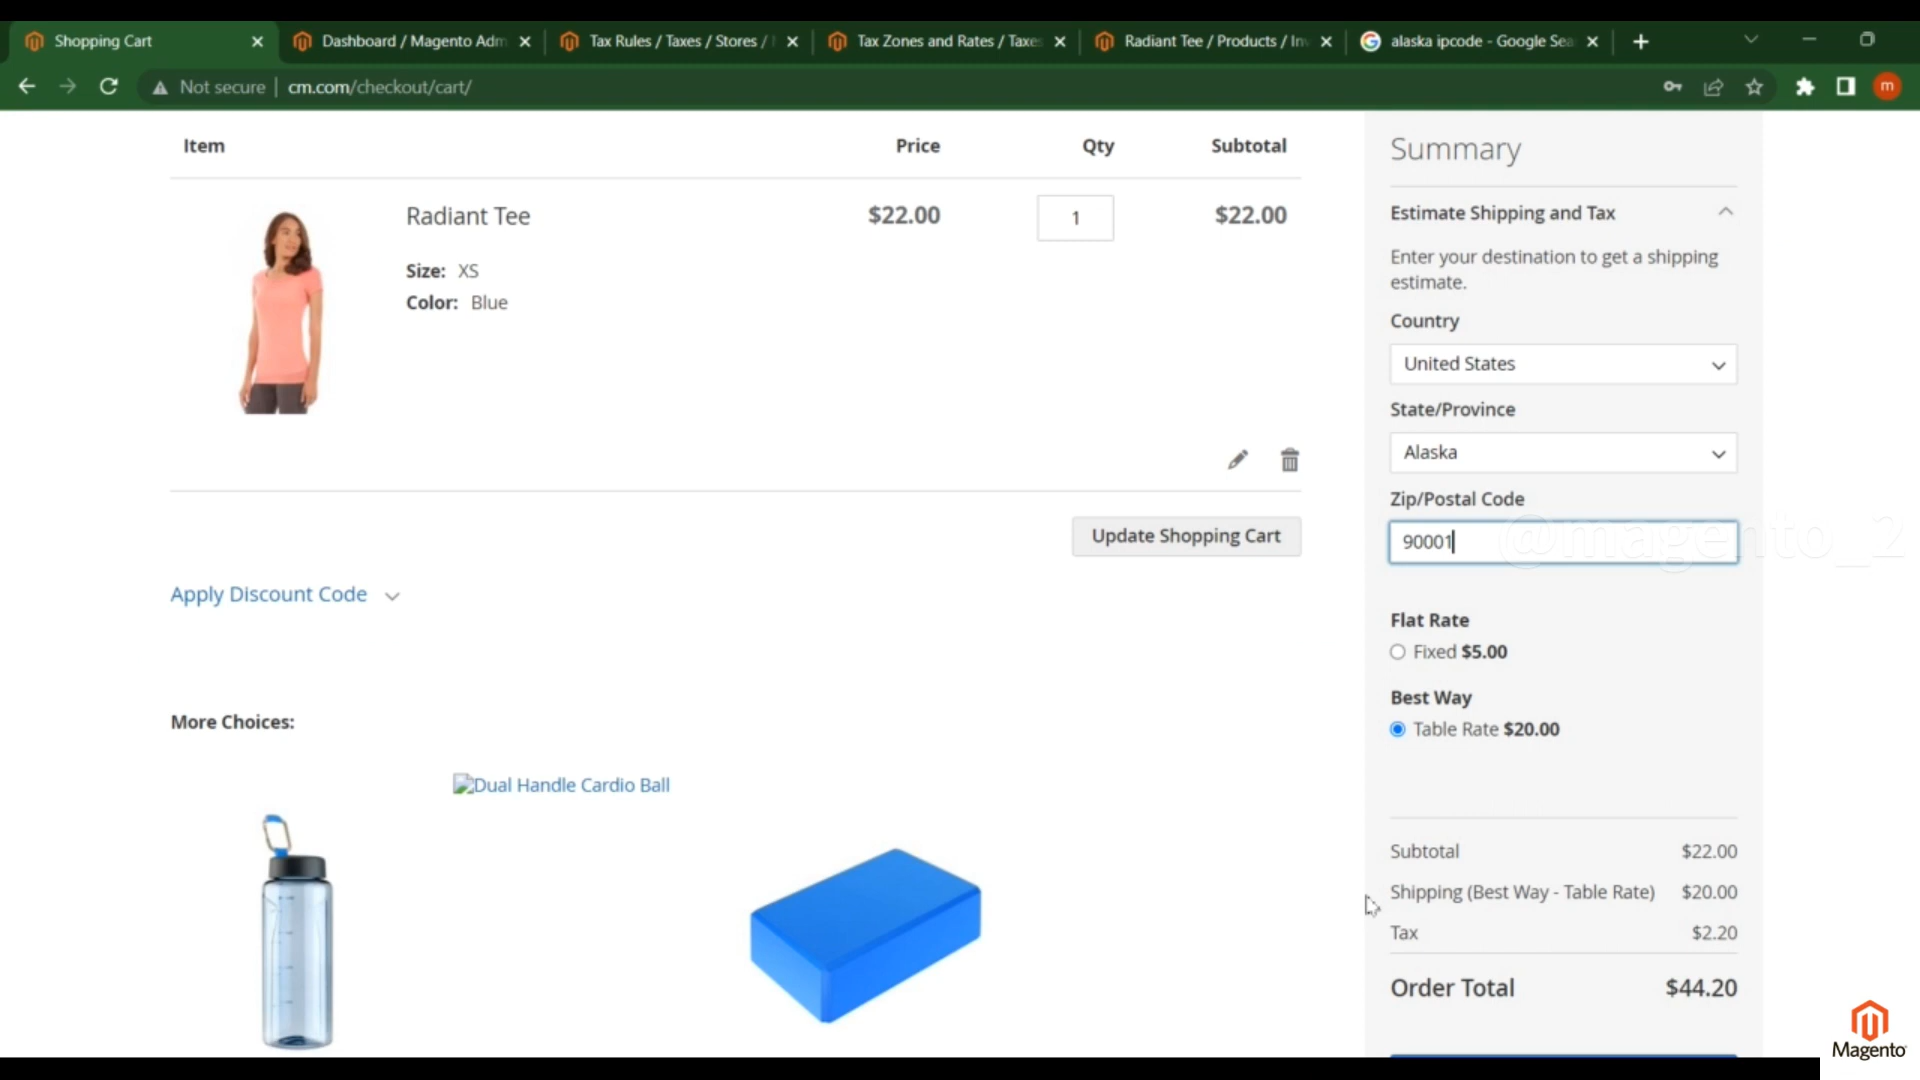 Shopping Cart
Dashboard / Magento Adm
Tax Rules / Taxes / Stores /
Tax Zones and Rates / Taxes
Radiant Tee / Products / Inv
alaska ipcode - Google Sea
Not secure
cm.com/checkout/cart/
m
Item
Price
Qty
Subtotal
Radiant Tee
$22.00
1
$22.00
Size: XS
Color: Blue
Update Shopping Cart
Apply Discount Code
More Choices:
Dual Handle Cardio Ball
Summary
Estimate Shipping and Tax
Enter your destination to get a shipping
estimate.
Country
United States
State/Province
Alaska
Zip/Postal Code
90001
@magento_2
Flat Rate
Fixed $5.00
Best Way
Table Rate $20.00
Subtotal $22.00
Shipping (Best Way - Table Rate) $20.00
Tax $2.20
Order Total $44.20
Magento